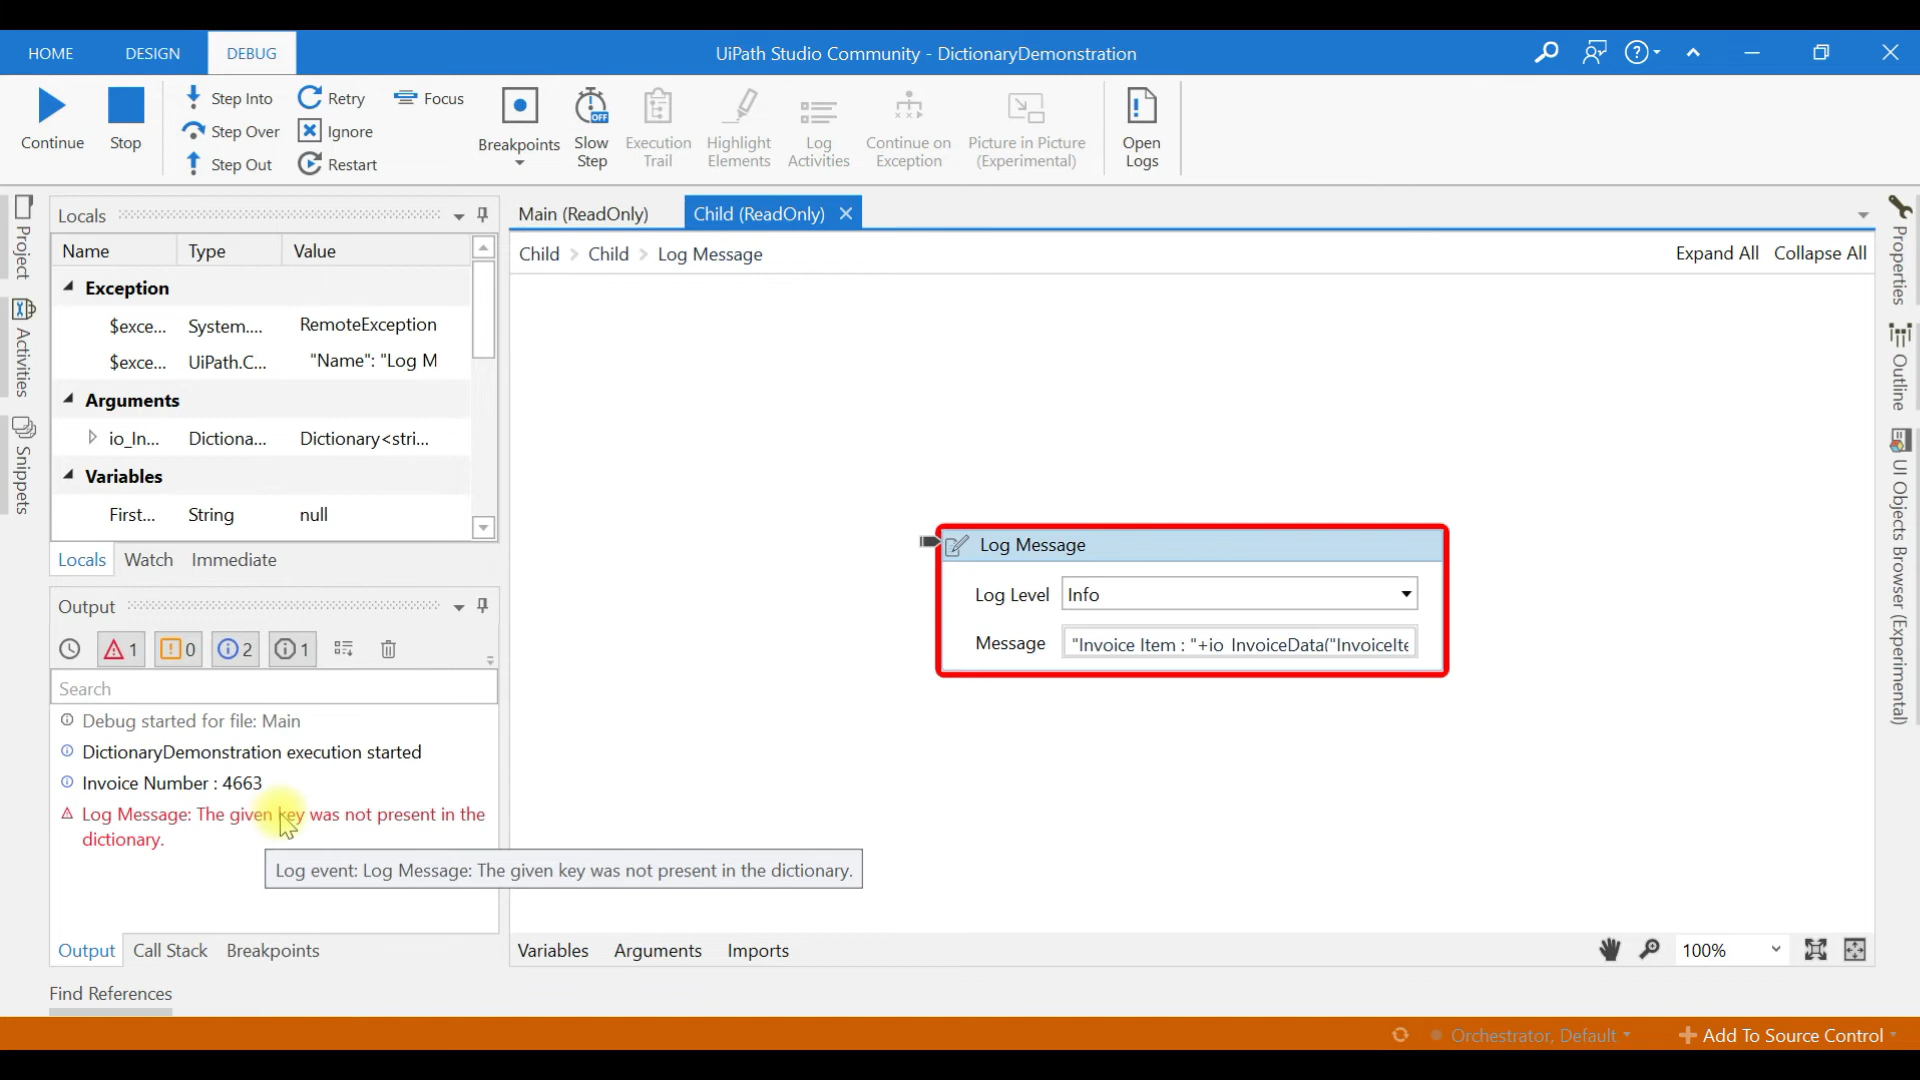 HOME
DESIGN
DEBUG
UiPath Studio Community - DictionaryDemonstration
Continue
Stop
Step Into
Step Over
Step Out
Retry
Ignore
Restart
Focus
Breakpoints
Slow
Step
Execution
Trail
Highlight
Elements
Log
Activities
Continue on
Exception
Picture in Picture
(Experimental)
Open
Logs
Project
Activities
Snippets
Locals
Name Type Value
Exception
$exce... System.... RemoteException
$exce... UiPath.C... "Name": "Log M
Arguments
io_In... Dictiona... Dictionary<stri...
Variables
First... String null
Locals Watch Immediate
Output
1 0 2 1
Search
Debug started for file: Main
DictionaryDemonstration execution started
Invoice Number : 4663
Log Message: The given key was not present in the
dictionary.
Log event: Log Message: The given key was not present in the dictionary.
Output Call Stack Breakpoints
Find References
Main (ReadOnly)
Child (ReadOnly)
Child > Child > Log Message
Expand All Collapse All
Log Message
Log Level Info
Message "Invoice Item : "+io_InvoiceData("InvoiceIte
Variables Arguments Imports
100%
Properties
Outline
UI Objects Browser (Experimental)
Orchestrator, Default
Add To Source Control